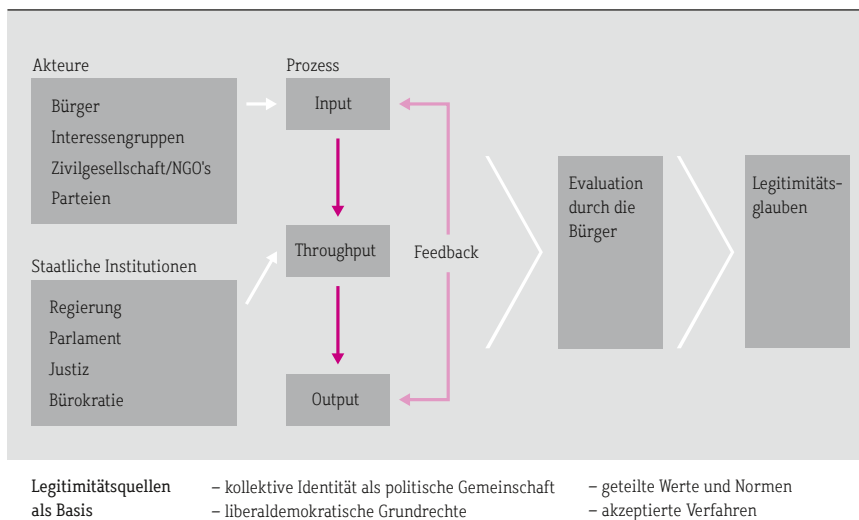 Akteure
Bürger
Interessengruppen
Zivilgesellschaft/NGO's
Parteien
Staatliche Institutionen
Regierung
Parlament
Justiz
Bürokratie
Prozess
Input
Throughput
Output
Feedback
Evaluation
durch die
Bürger
Legitimitäts-
glauben
Legitimitätsquellen
als Basis
– kollektive Identität als politische Gemeinschaft
– liberaldemokratische Grundrechte
– geteilte Werte und Normen
– akzeptierte Verfahren